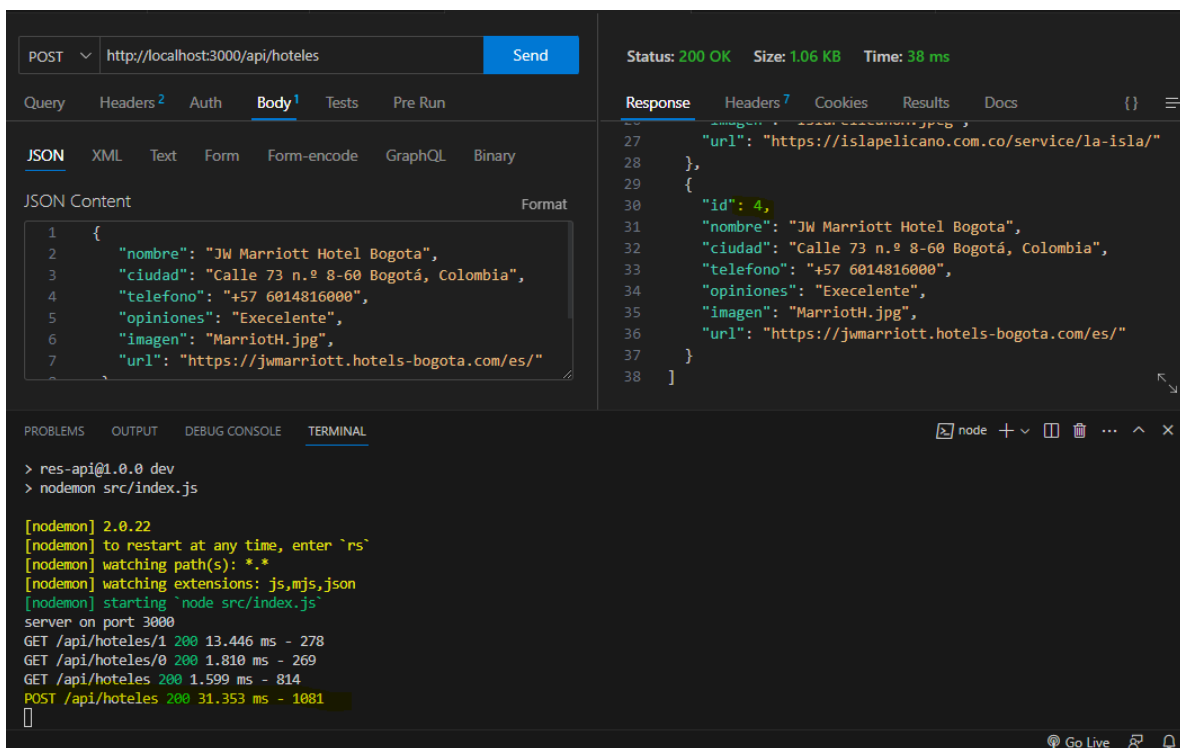 POST http://localhost:3000/api/hoteles Send
Query Headers 2 Auth Body 1 Tests Pre Run
JSON XML Text Form Form-encode GraphQL Binary
JSON Content Format
1 {
2 "nombre": "JW Marriott Hotel Bogota",
3 "ciudad": "Calle 73 n.º 8-60 Bogotá, Colombia",
4 "telefono": "+57 6014816000",
5 "opiniones": "Execelente",
6 "imagen": "MarriotH.jpg",
7 "url": "https://jwmarriott.hotels-bogota.com/es/"
Status: 200 OK Size: 1.06 KB Time: 38 ms
Response Headers 7 Cookies Results Docs {}
27 "url": "https://islapelicano.com.co/service/la-isla/"
28 },
29 {
30 "id": 4,
31 "nombre": "JW Marriott Hotel Bogota",
32 "ciudad": "Calle 73 n.º 8-60 Bogotá, Colombia",
33 "telefono": "+57 6014816000",
34 "opiniones": "Execelente",
35 "imagen": "MarriotH.jpg",
36 "url": "https://jwmarriott.hotels-bogota.com/es/"
37 }
38 ]
PROBLEMS OUTPUT DEBUG CONSOLE TERMINAL node
> res-api@1.0.0 dev
> nodemon src/index.js
[nodemon] 2.0.22
[nodemon] to restart at any time, enter `rs`
[nodemon] watching path(s): *.*
[nodemon] watching extensions: js,mjs,json
[nodemon] starting `node src/index.js`
server on port 3000
GET /api/hoteles/1 200 13.446 ms - 278
GET /api/hoteles/0 200 1.810 ms - 269
GET /api/hoteles 200 1.599 ms - 814
POST /api/hoteles 200 31.353 ms - 1081
Go Live